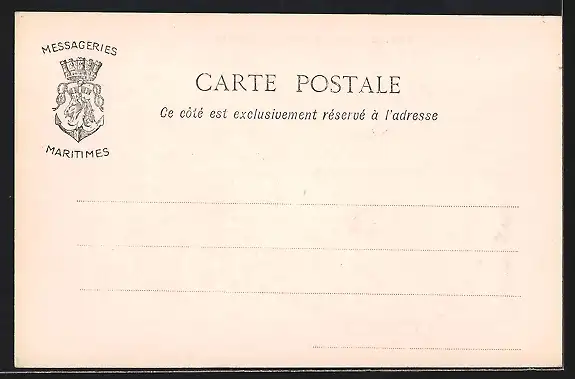 MESSAGERIES
MARITIMES
CARTE POSTALE
Ce côté est exclusivement réservé à l'adresse